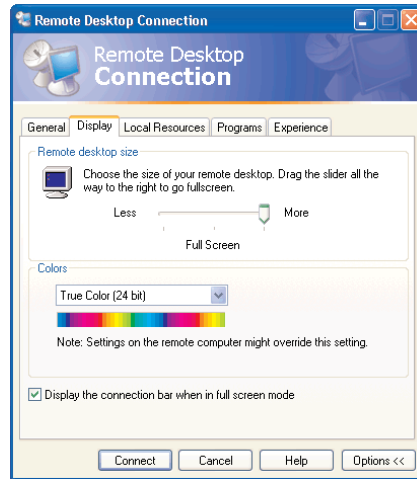 Remote Desktop Connection
Remote Desktop
Connection
General Display Local Resources Programs Experience
Remote desktop size
Choose the size of your remote desktop. Drag the slider all the
way to the right to go fullscreen.
Less More
Full Screen
Colors
True Color (24 bit)
Note: Settings on the remote computer might override this setting.
Display the connection bar when in full screen mode
Connect Cancel Help Options <<